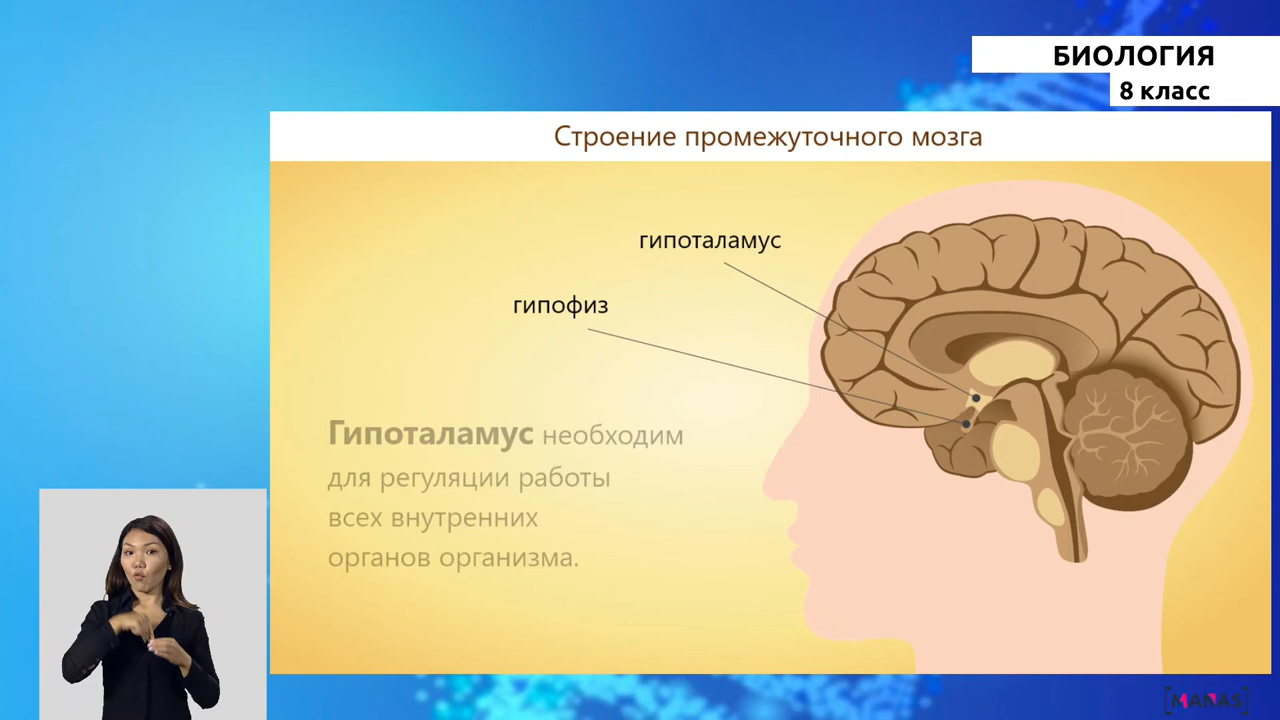 БИОЛОГИЯ
8 класс
Строение промежуточного мозга
гипоталамус
гипофиз
Гипоталамус необходим
для регуляции работы
всех внутренних
органов организма.
[MANAS]